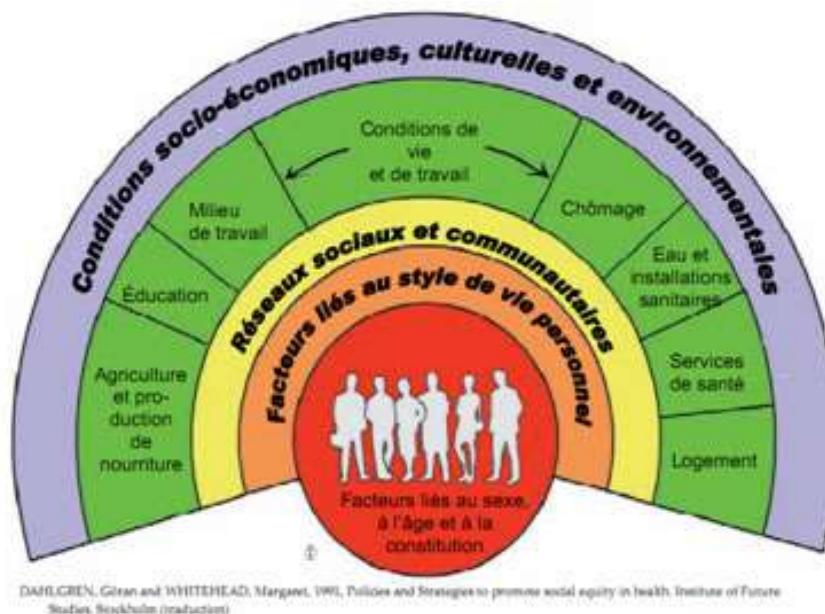 Conditions socio-économiques, culturelles et environnementales
Conditions de
vie
et de travail
Milieu
de travail
Chômage
Éducation
Eau et
installations
sanitaires
Agriculture
et pro-
duction
de
nourriture
Services
de santé
Logement
Réseaux sociaux et communautaires
Facteurs liés au style de vie personnel
Facteurs liés au sexe,
à l'âge et à la
constitution
DAHLGREN, Göran and WHITEHEAD, Margaret, 1991, Policies and Strategies to promote social equity in health. Institute of Future
Studies, Stockholm (traduction)